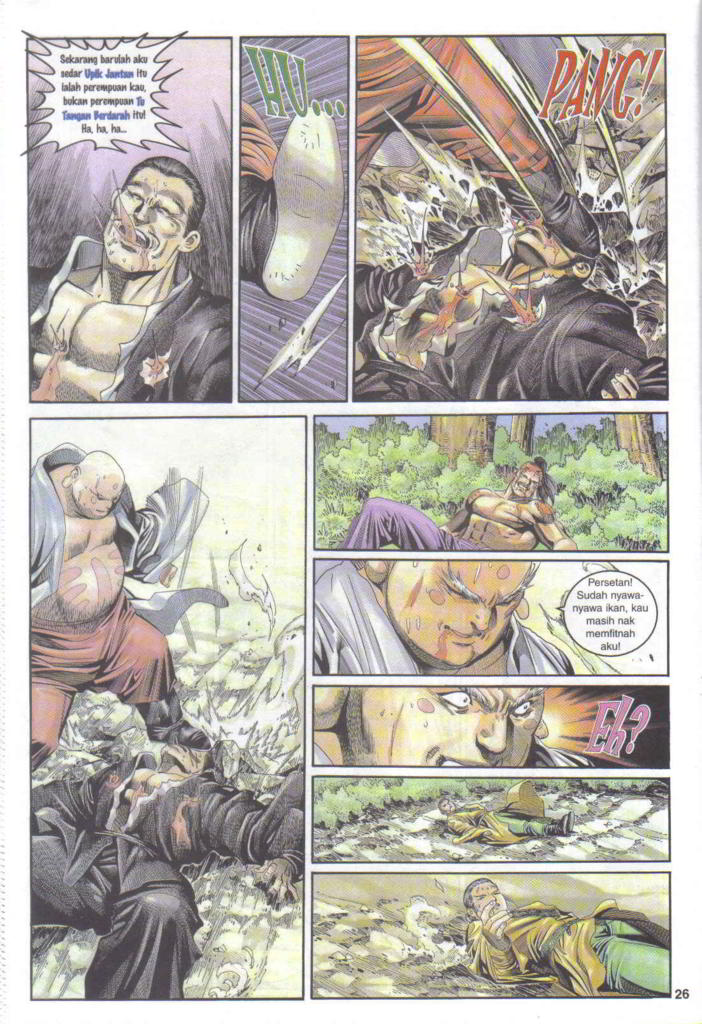 Sekarang barulah aku
sedar Upik Jantan itu
ialah perempuan kau,
bukan perempuan Tu
Tangan Berdarah itu!
Ha, ha, ha...
HU...
PANG!
Persetan!
Sudah nyawa-
nyawa ikan, kau
masih nak
memfitnah
aku!
Eh?
26